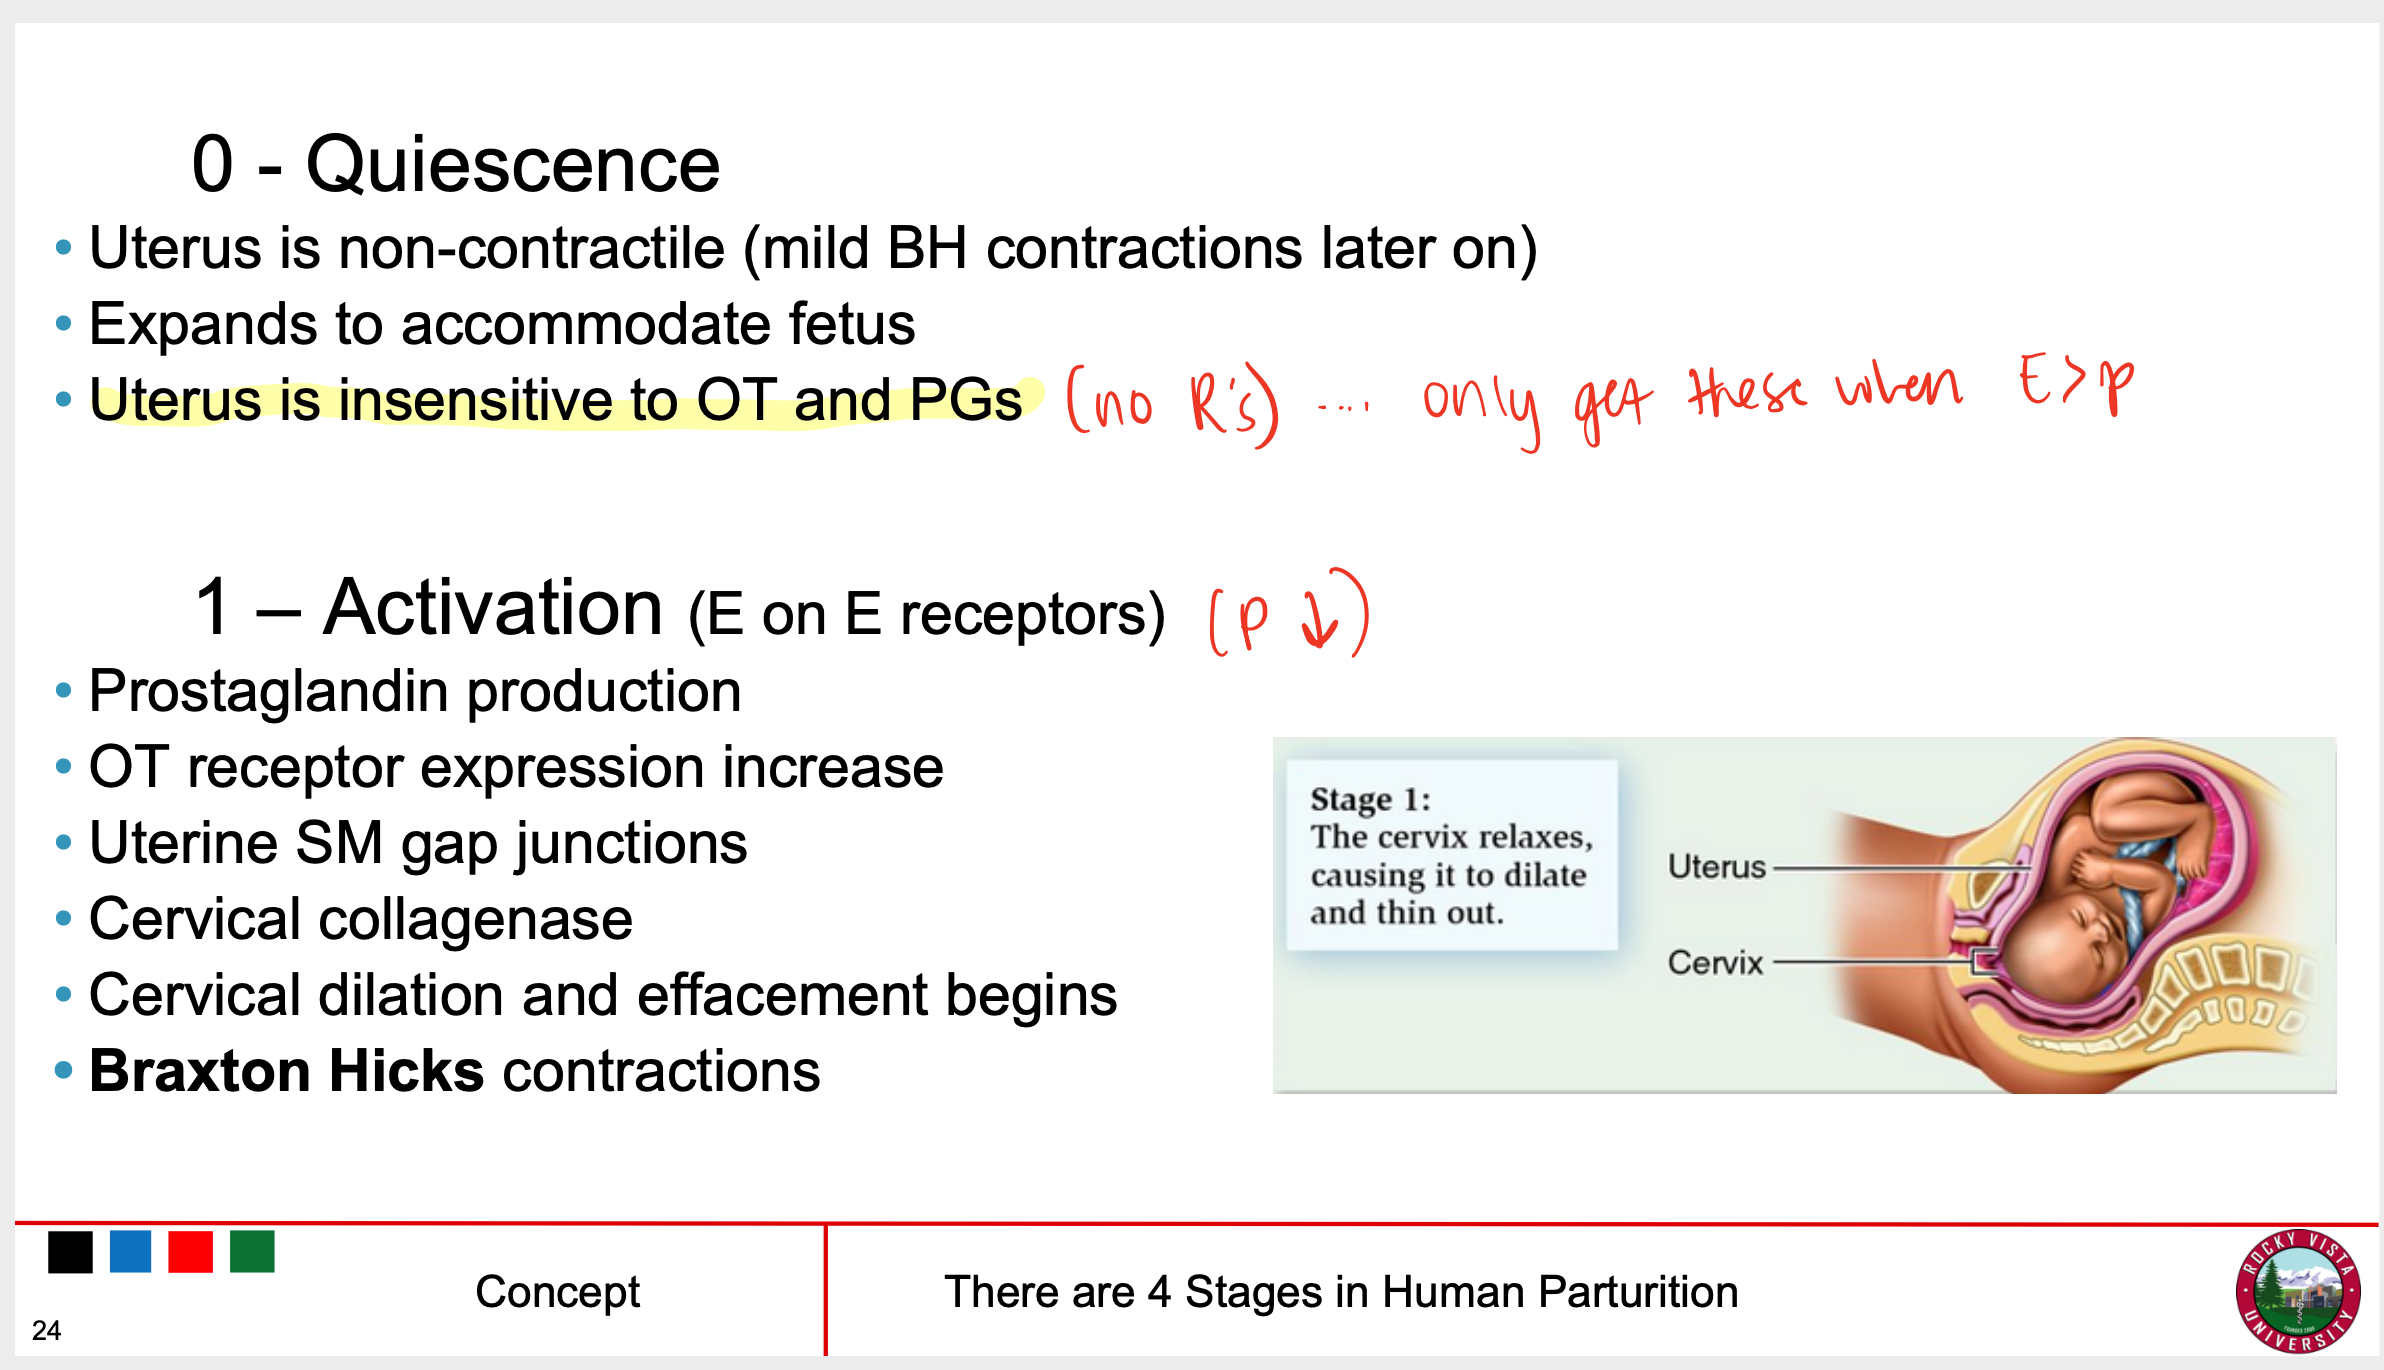 0 - Quiescence
• Uterus is non-contractile (mild BH contractions later on)
• Expands to accommodate fetus
• Uterus is insensitive to OT and PGs (no R's) .... only get these when E>p
1 – Activation (E on E receptors) (P ↓)
• Prostaglandin production
• OT receptor expression increase
• Uterine SM gap junctions
• Cervical collagenase
• Cervical dilation and effacement begins
• Braxton Hicks contractions
Stage 1:
The cervix relaxes,
causing it to dilate
and thin out.
Uterus
Cervix
Concept
There are 4 Stages in Human Parturition
24
ROCKY VISTA
UNIVERSITY